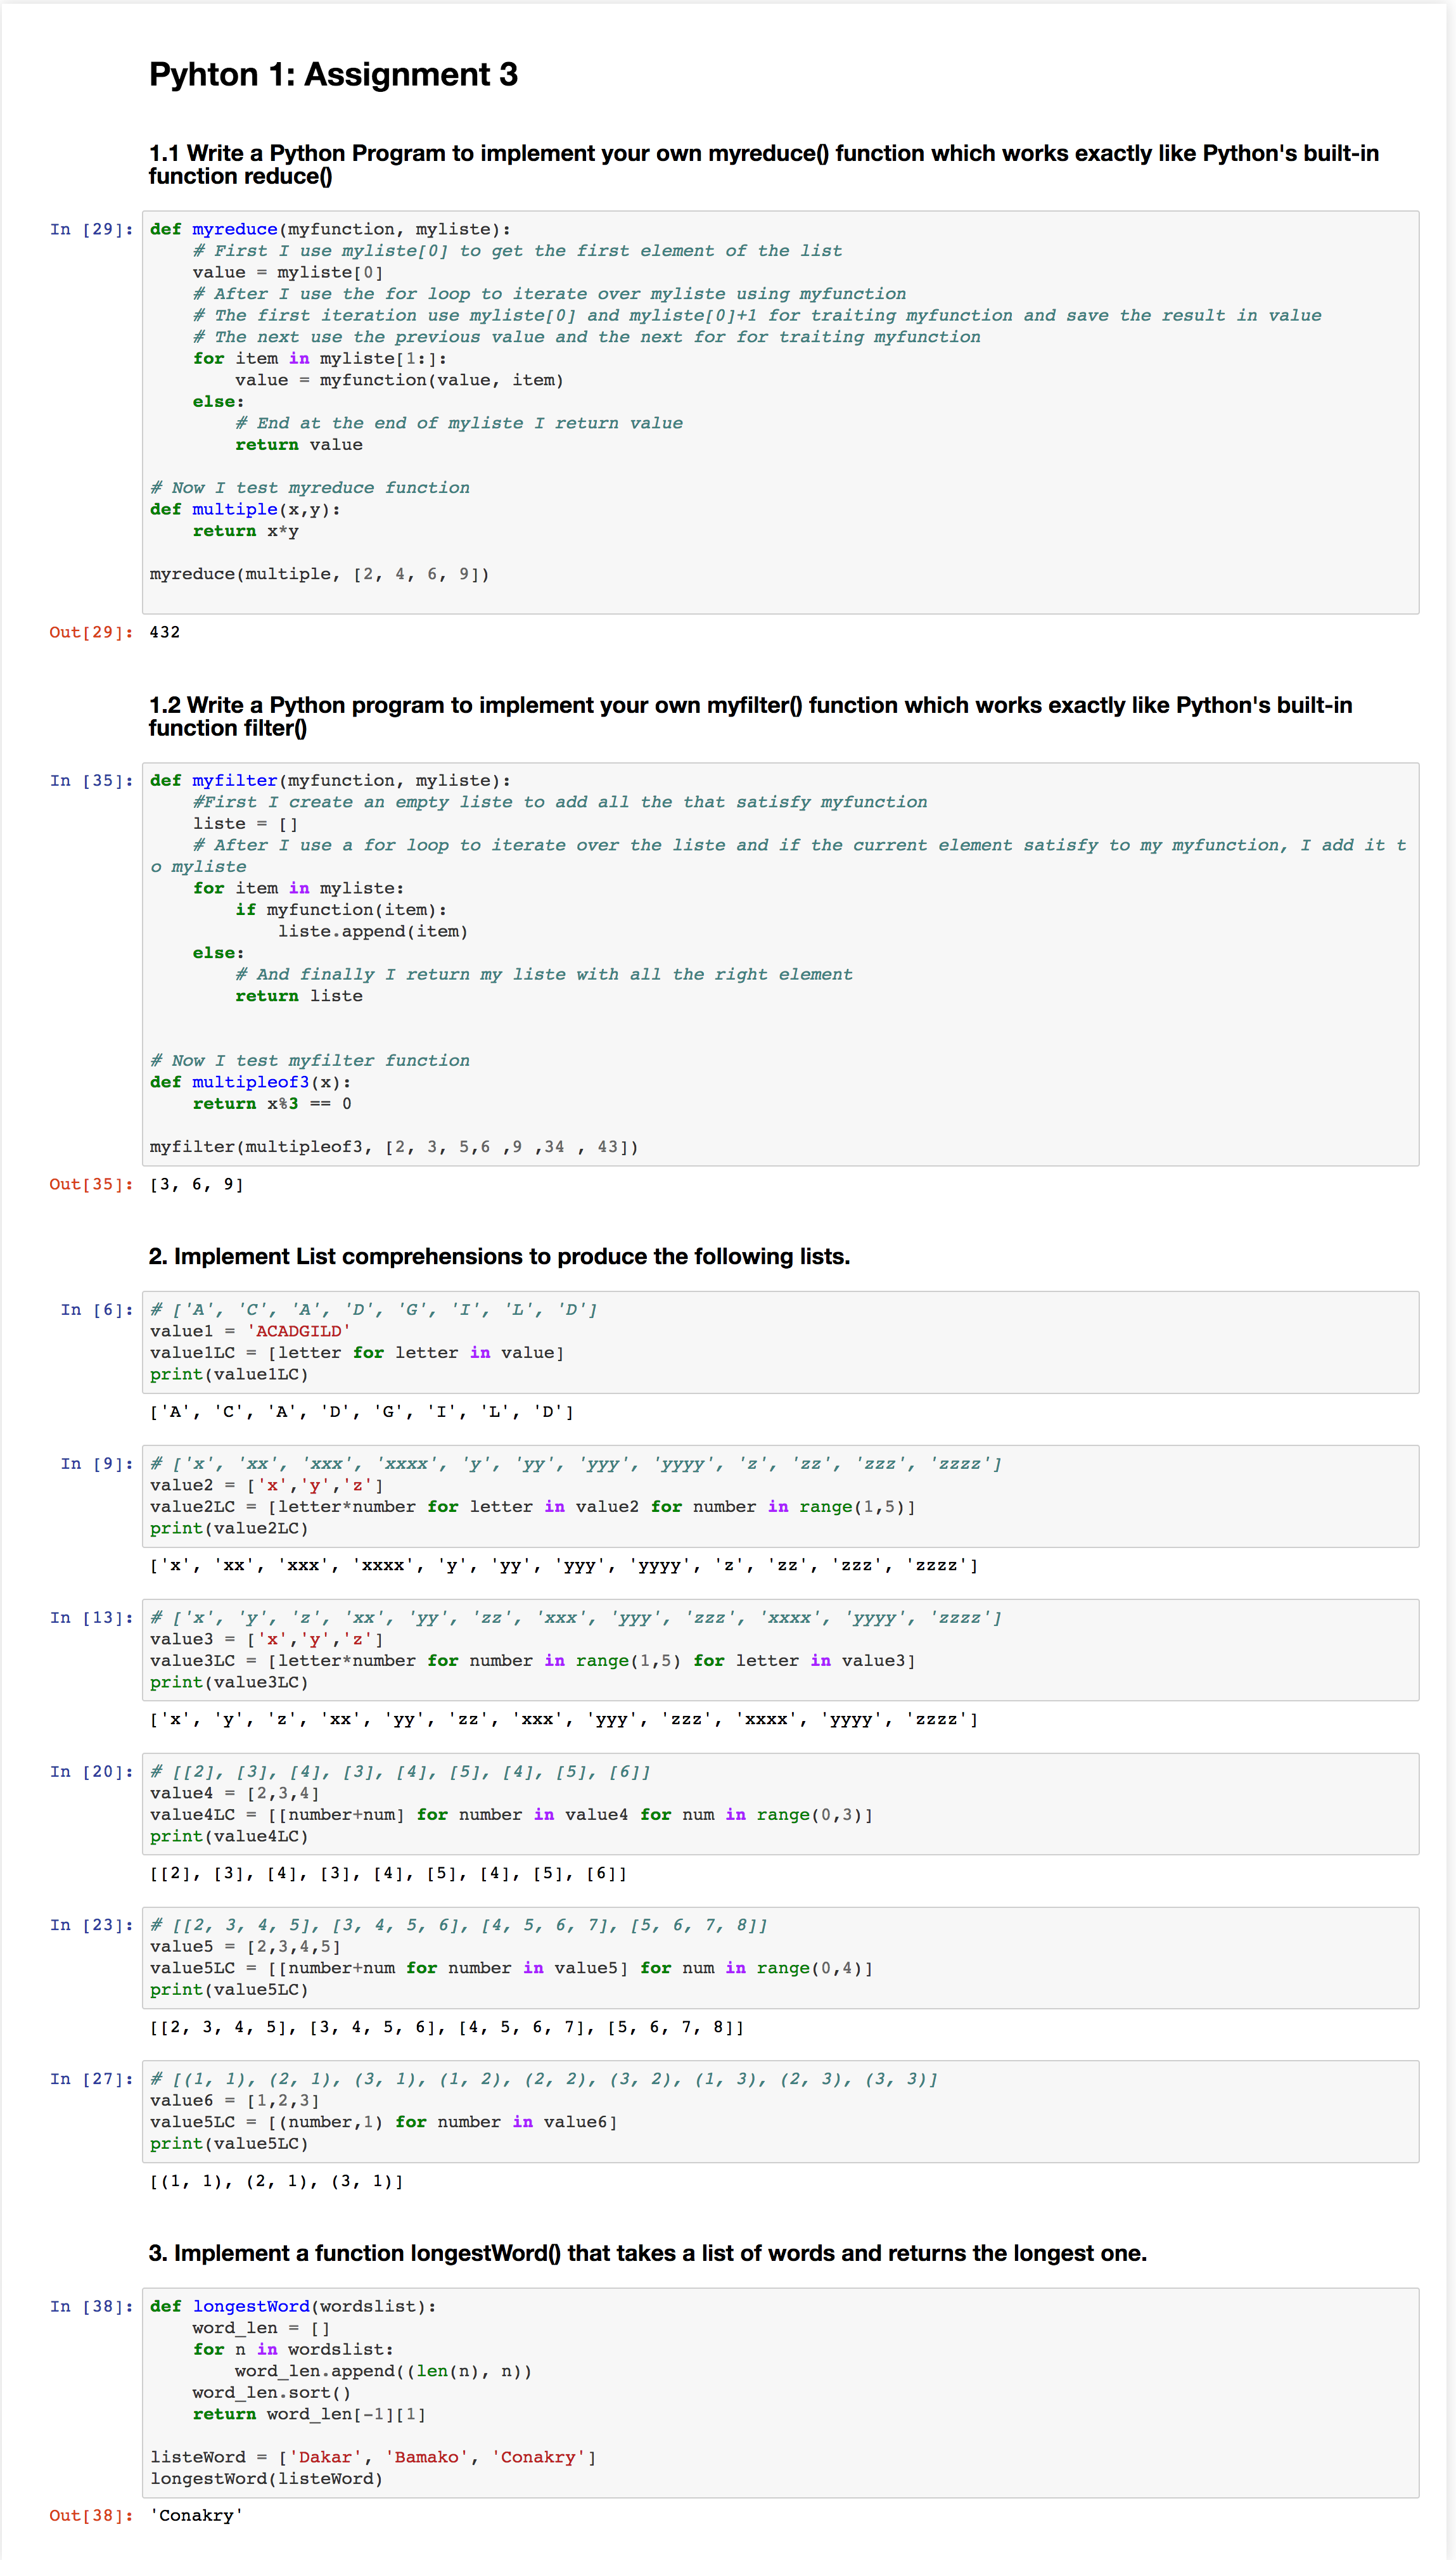 Pyhton 1: Assignment 3
1.1 Write a Python Program to implement your own myreduce() function which works exactly like Python's built-in
function reduce()
In [29]: def myreduce(myfunction, myliste):
    # First I use myliste[0] to get the first element of the list
    value = myliste[0]
    # After I use the for loop to iterate over myliste using myfunction
    # The first iteration use myliste[0] and myliste[0]+1 for traiting myfunction and save the result in value
    # The next use the previous value and the next for for traiting myfunction
    for item in myliste[1:]:
        value = myfunction(value, item)
    else:
        # End at the end of myliste I return value
        return value
# Now I test myreduce function
def multiple(x,y):
    return x*y
myreduce(multiple, [2, 4, 6, 9])
Out[29]: 432
1.2 Write a Python program to implement your own myfilter() function which works exactly like Python's built-in
function filter()
In [35]: def myfilter(myfunction, myliste):
    #First I create an empty liste to add all the that satisfy myfunction
    liste = []
    # After I use a for loop to iterate over the liste and if the current element satisfy to my myfunction, I add it t
o myliste
    for item in myliste:
        if myfunction(item):
            liste.append(item)
    else:
        # And finally I return my liste with all the right element
        return liste
# Now I test myfilter function
def multipleof3(x):
    return x%3 == 0
myfilter(multipleof3, [2, 3, 5,6 ,9 ,34 , 43])
Out[35]: [3, 6, 9]
2. Implement List comprehensions to produce the following lists.
In [6]: # ['A', 'C', 'A', 'D', 'G', 'I', 'L', 'D']
value1 = 'ACADGILD'
value1LC = [letter for letter in value]
print(value1LC)
['A', 'C', 'A', 'D', 'G', 'I', 'L', 'D']
In [9]: # ['x', 'xx', 'xxx', 'xxxx', 'y', 'yy', 'yyy', 'yyyy', 'z', 'zz', 'zzz', 'zzzz']
value2 = ['x','y','z']
value2LC = [letter*number for letter in value2 for number in range(1,5)]
print(value2LC)
['x', 'xx', 'xxx', 'xxxx', 'y', 'yy', 'yyy', 'yyyy', 'z', 'zz', 'zzz', 'zzzz']
In [13]: # ['x', 'y', 'z', 'xx', 'yy', 'zz', 'xxx', 'yyy', 'zzz', 'xxxx', 'yyyy', 'zzzz']
value3 = ['x','y','z']
value3LC = [letter*number for number in range(1,5) for letter in value3]
print(value3LC)
['x', 'y', 'z', 'xx', 'yy', 'zz', 'xxx', 'yyy', 'zzz', 'xxxx', 'yyyy', 'zzzz']
In [20]: # [[2], [3], [4], [3], [4], [5], [4], [5], [6]]
value4 = [2,3,4]
value4LC = [[number+num] for number in value4 for num in range(0,3)]
print(value4LC)
[[2], [3], [4], [3], [4], [5], [4], [5], [6]]
In [23]: # [[2, 3, 4, 5], [3, 4, 5, 6], [4, 5, 6, 7], [5, 6, 7, 8]]
value5 = [2,3,4,5]
value5LC = [[number+num for number in value5] for num in range(0,4)]
print(value5LC)
[[2, 3, 4, 5], [3, 4, 5, 6], [4, 5, 6, 7], [5, 6, 7, 8]]
In [27]: # [(1, 1), (2, 1), (3, 1), (1, 2), (2, 2), (3, 2), (1, 3), (2, 3), (3, 3)]
value6 = [1,2,3]
value5LC = [(number,1) for number in value6]
print(value5LC)
[(1, 1), (2, 1), (3, 1)]
3. Implement a function longestWord() that takes a list of words and returns the longest one.
In [38]: def longestWord(wordslist):
    word_len = []
    for n in wordslist:
        word_len.append((len(n), n))
    word_len.sort()
    return word_len[-1][1]
listeWord = ['Dakar', 'Bamako', 'Conakry']
longestWord(listeWord)
Out[38]: 'Conakry'